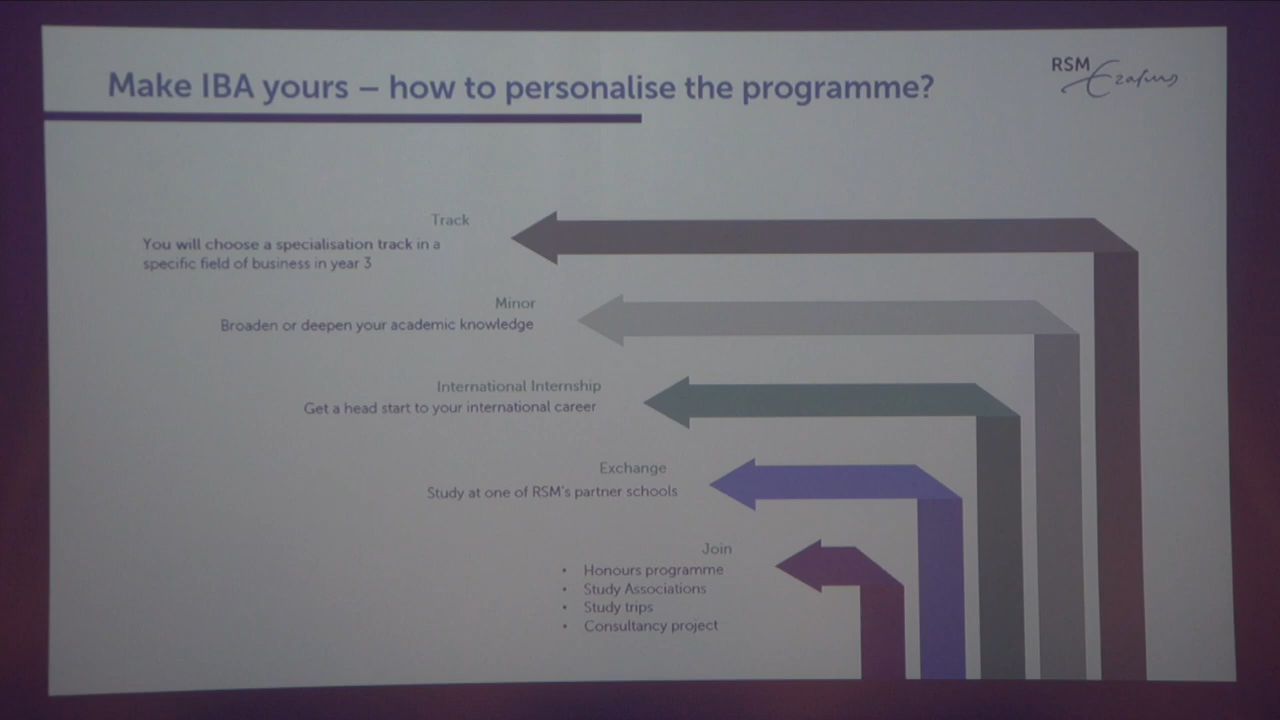 Make IBA yours – how to personalise the programme?
RSM Erasmus
Track
You will choose a specialisation track in a
specific field of business in year 3
Minor
Broaden or deepen your academic knowledge
International Internship
Get a head start to your international career
Exchange
Study at one of RSM's partner schools
Join
• Honours programme
• Study Associations
• Study trips
• Consultancy project